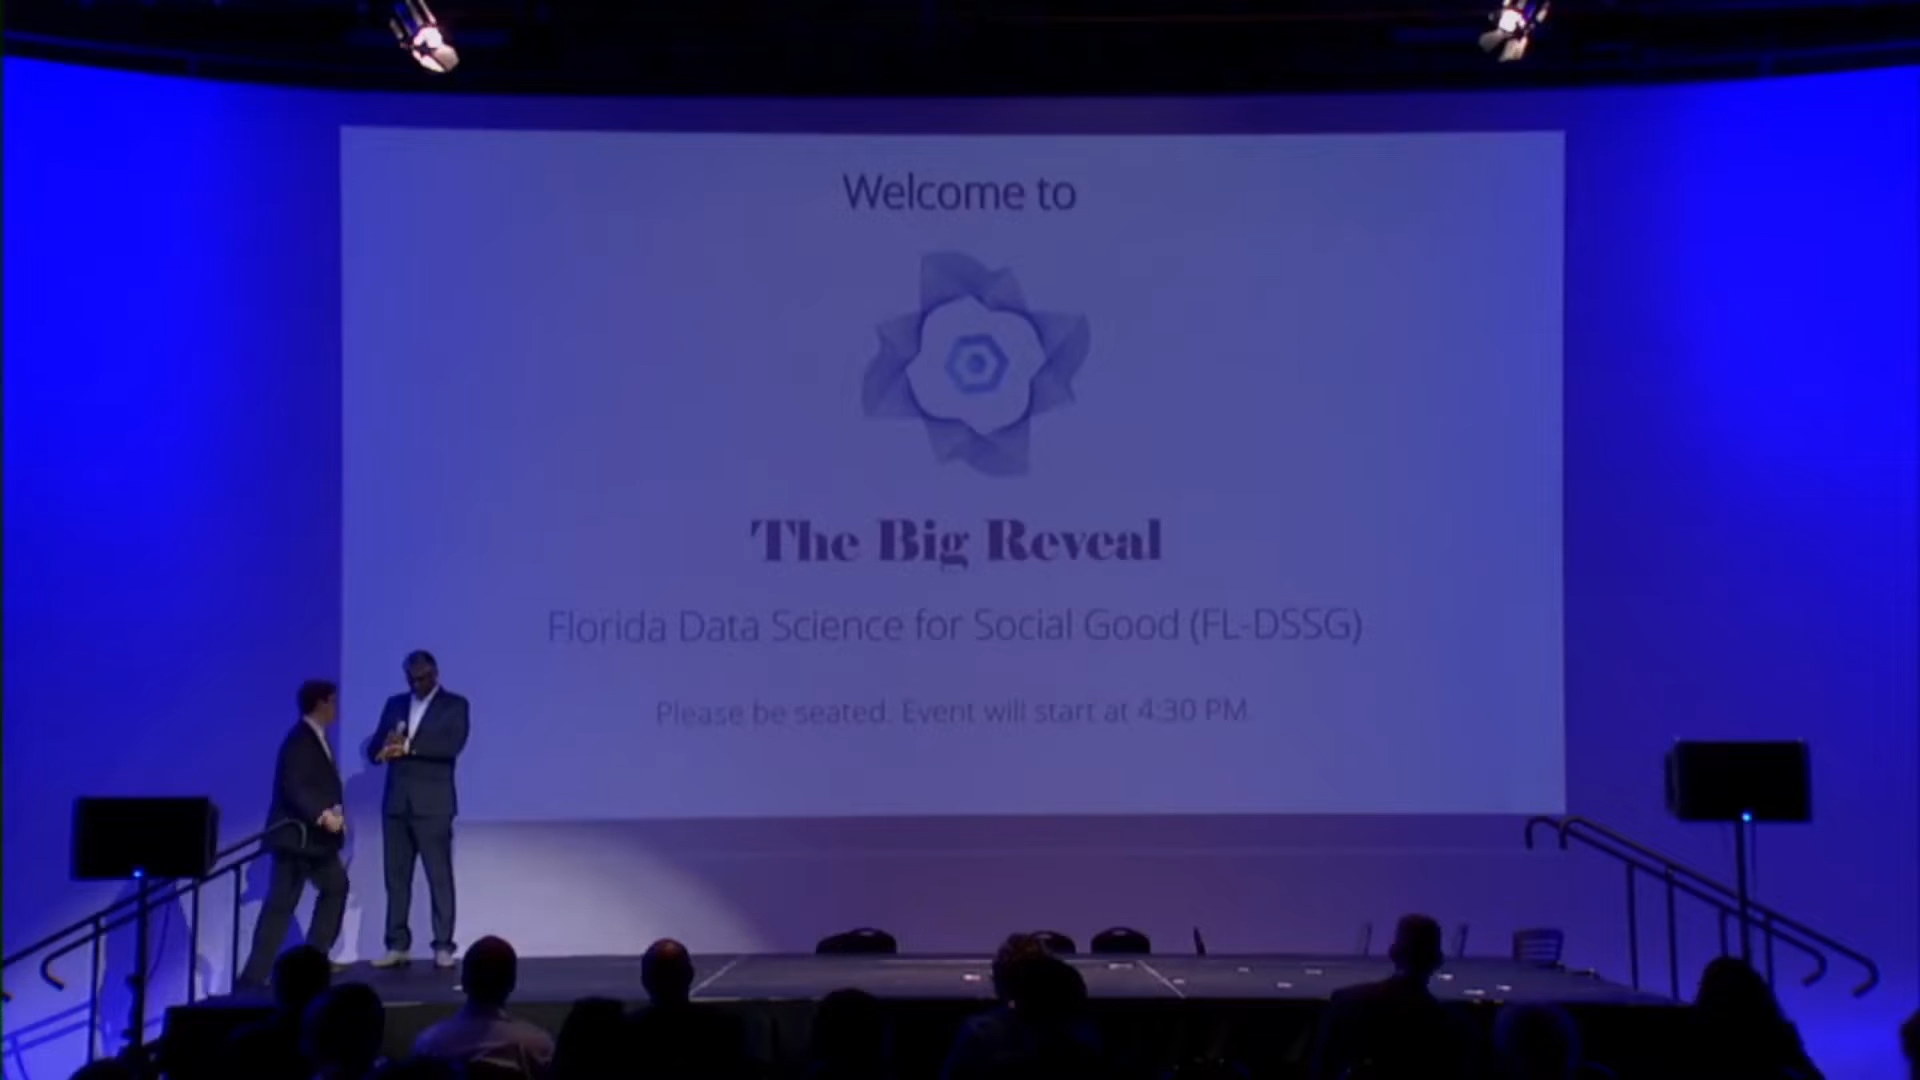 Welcome to
The Big Reveal
Florida Data Science for Social Good (FL-DSSG)
Please be seated. Event will start at 4:30 PM.